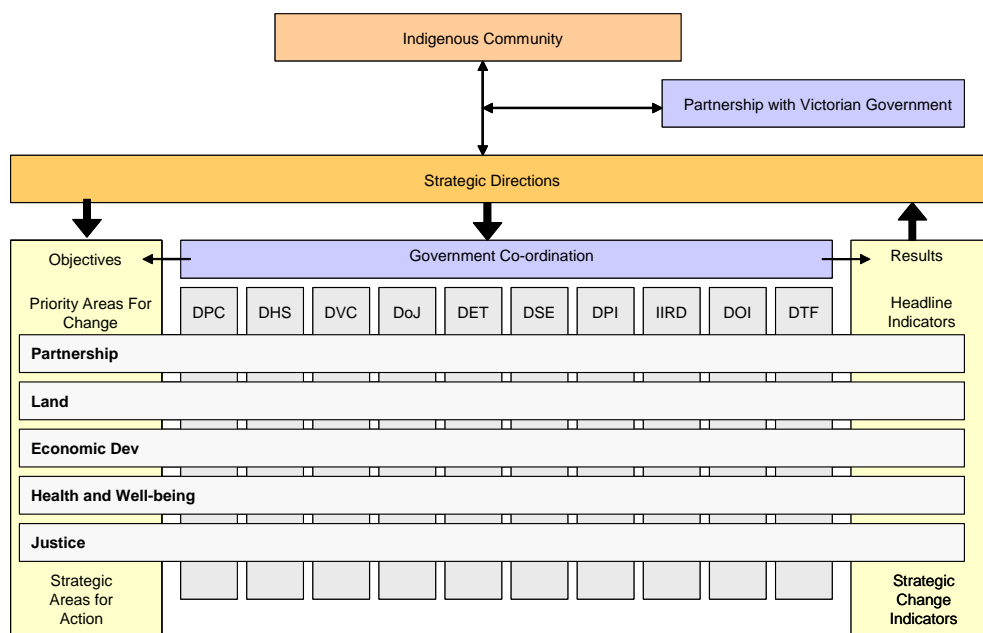 Indigenous Community
Partnership with Victorian Government
Strategic Directions
Objectives
Government Co-ordination
Results
Priority Areas For
Change
DPC
DHS
DVC
DoJ
DET
DSE
DPI
IIRD
DOI
DTF
Headline
Indicators
Partnership
Land
Economic Dev
Health and Well-being
Justice
Strategic
Areas for
Action
Strategic
Change
Indicators